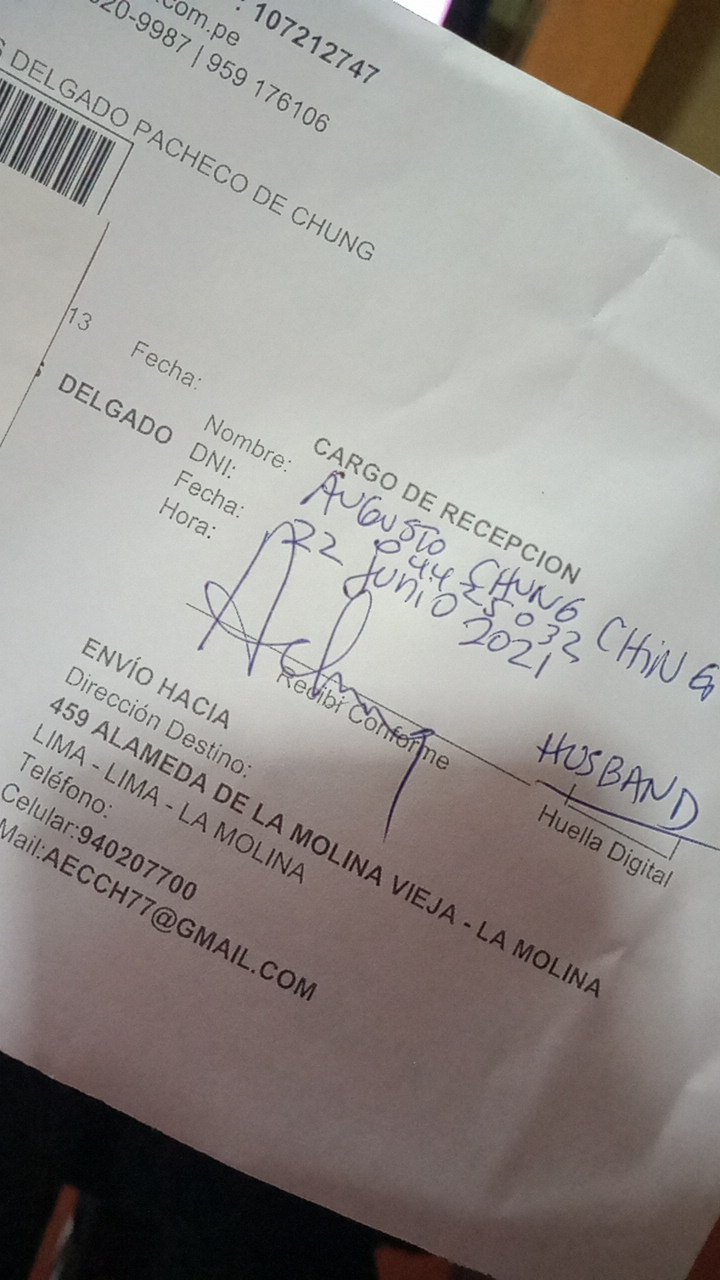 : 107212747
.com.pe
20-9987 | 959 176106
S DELGADO PACHECO DE CHUNG
13
Fecha:
S DELGADO
CARGO DE RECEPCION
Nombre: AUGUSTO CHUNG CHiNG
DNI:
Fecha: 22 Junio 2021
Hora:
Recibí Conforme
HUSBAND
Huella Digital
ENVÍO HACIA
Dirección Destino:
459 ALAMEDA DE LA MOLINA VIEJA - LA MOLINA
LIMA - LIMA - LA MOLINA
Teléfono:
Celular:940207700
Mail:AECCH77@GMAIL.COM